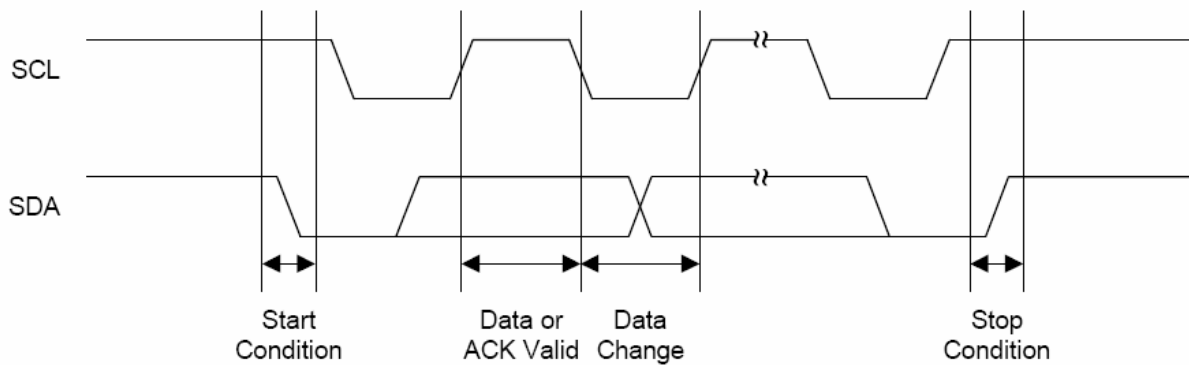 SCL
SDA
Start
Condition
Data or
ACK Valid
Data
Change
Stop
Condition